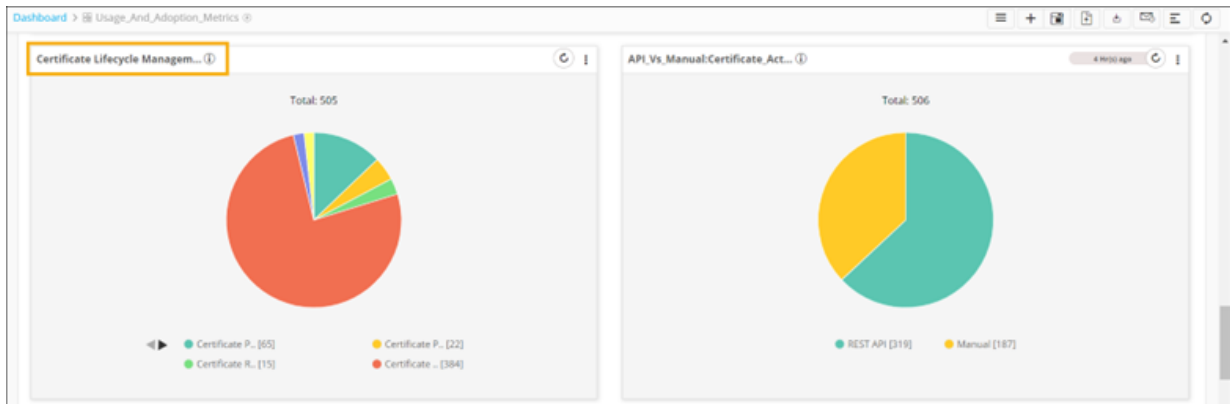 Dashboard > Usage_And_Adoption_Metrics
Certificate Lifecycle Managem...
Total: 505
Certificate P.. [65]
Certificate P.. [22]
Certificate R.. [15]
Certificate .. [384]
API_Vs_Manual:Certificate_Act...
4 Hr(s) ago
Total: 506
REST API [319]
Manual [187]